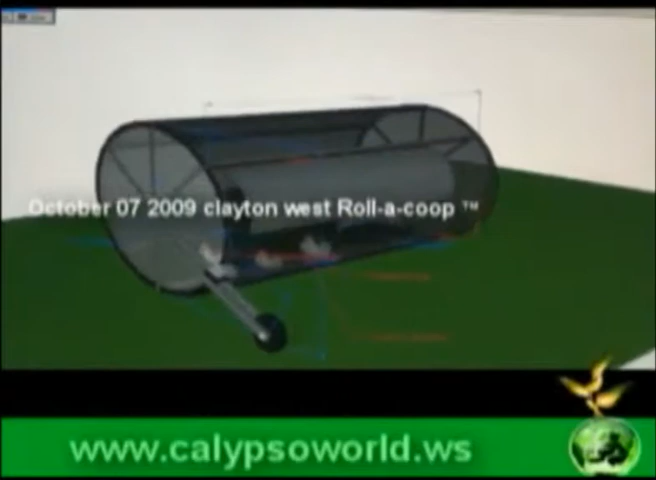 October 07 2009 clayton west Roll-a-coop ™
www.calypsoworld.ws